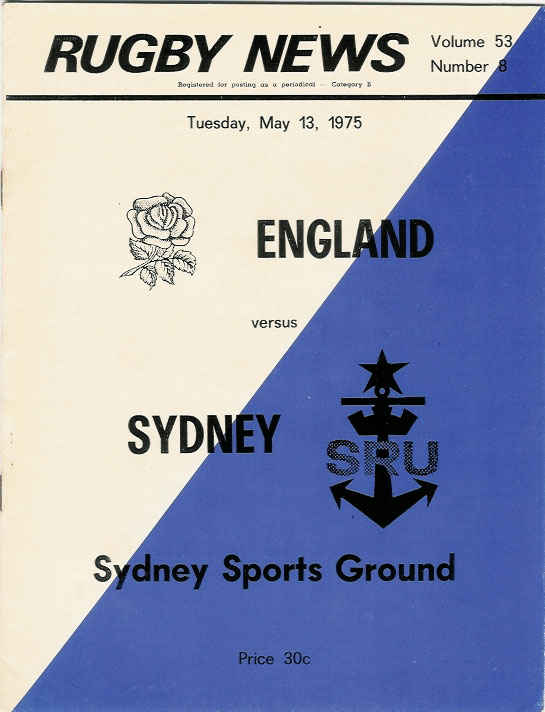 RUGBY NEWS
Volume 53
Number 8
Registered for posting as a periodical — Category B
Tuesday, May 13, 1975
ENGLAND
versus
SYDNEY
SRU
Sydney Sports Ground
Price 30c